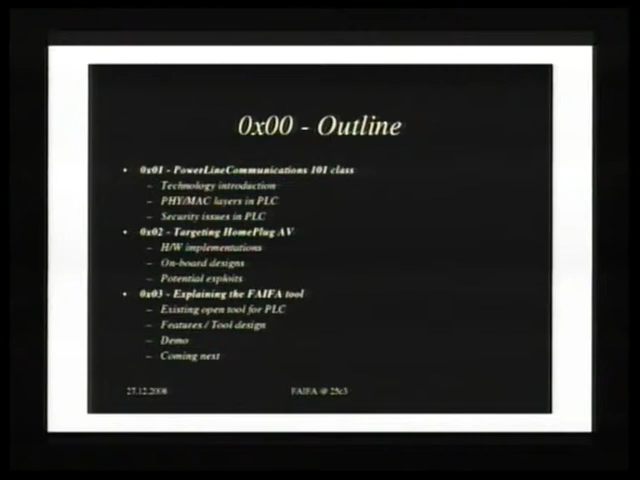 0x00 - Outline
• 0x01 - PowerLineCommunications 101 class
– Technology introduction
– PHY/MAC layers in PLC
– Security issues in PLC
• 0x02 - Targeting HomePlug AV
– H/W implementations
– On-board designs
– Potential exploits
• 0x03 - Explaining the FAIFA tool
– Existing open tool for PLC
– Features / Tool design
– Demo
– Coming next
27.12.2008
FAIFA @ 25c3